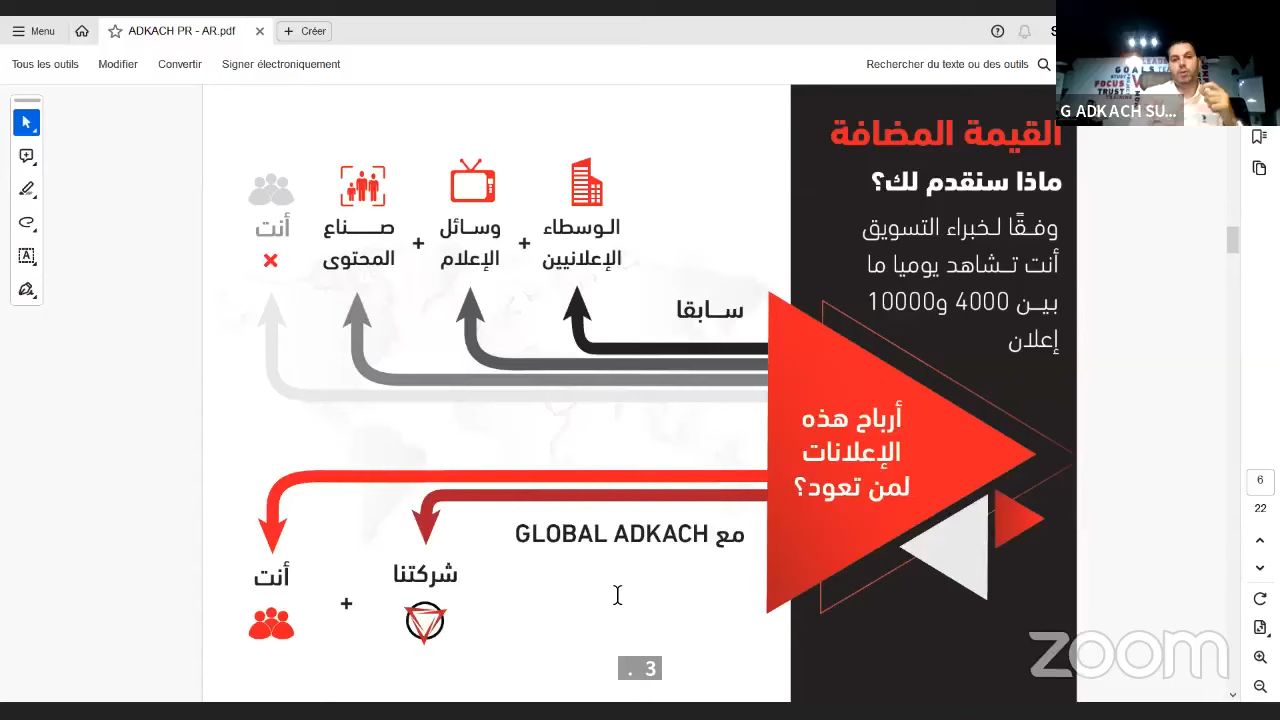 Menu
ADKACH PR - AR.pdf
Créer
Tous les outils
Modifier
Convertir
Signer électroniquement
Rechercher du texte ou des outils
GOALS
FOCUS
TRUST
G ADKACH SU...
القيمة المضافة
ماذا سنقدم لك؟
وفقًا لخبراء التسويق
أنت تشاهد يوميا ما
بين 4000 و10000
إعلان
الوسطاء
الإعلانيين
+
وسائل
الإعلام
+
صناع
المحتوى
أنت
سابقا
أرباح هذه
الإعلانات
لمن تعود؟
مع GLOBAL ADKACH
شركتنا
+
أنت
. 3
6
22
zoom